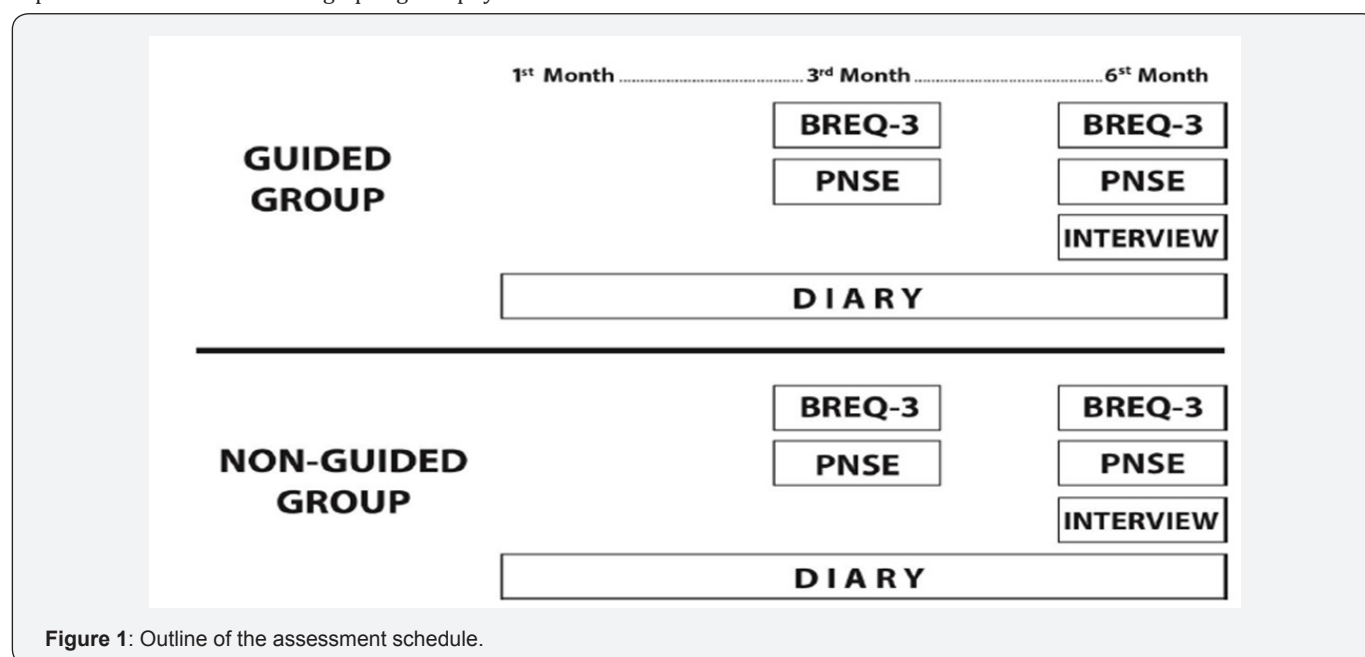 1st Month ........................................ 3rd Month ........................................ 6st Month
GUIDED
GROUP
BREQ-3
BREQ-3
PNSE
PNSE
INTERVIEW
DIARY
NON-GUIDED
GROUP
BREQ-3
BREQ-3
PNSE
PNSE
INTERVIEW
DIARY
Figure 1: Outline of the assessment schedule.